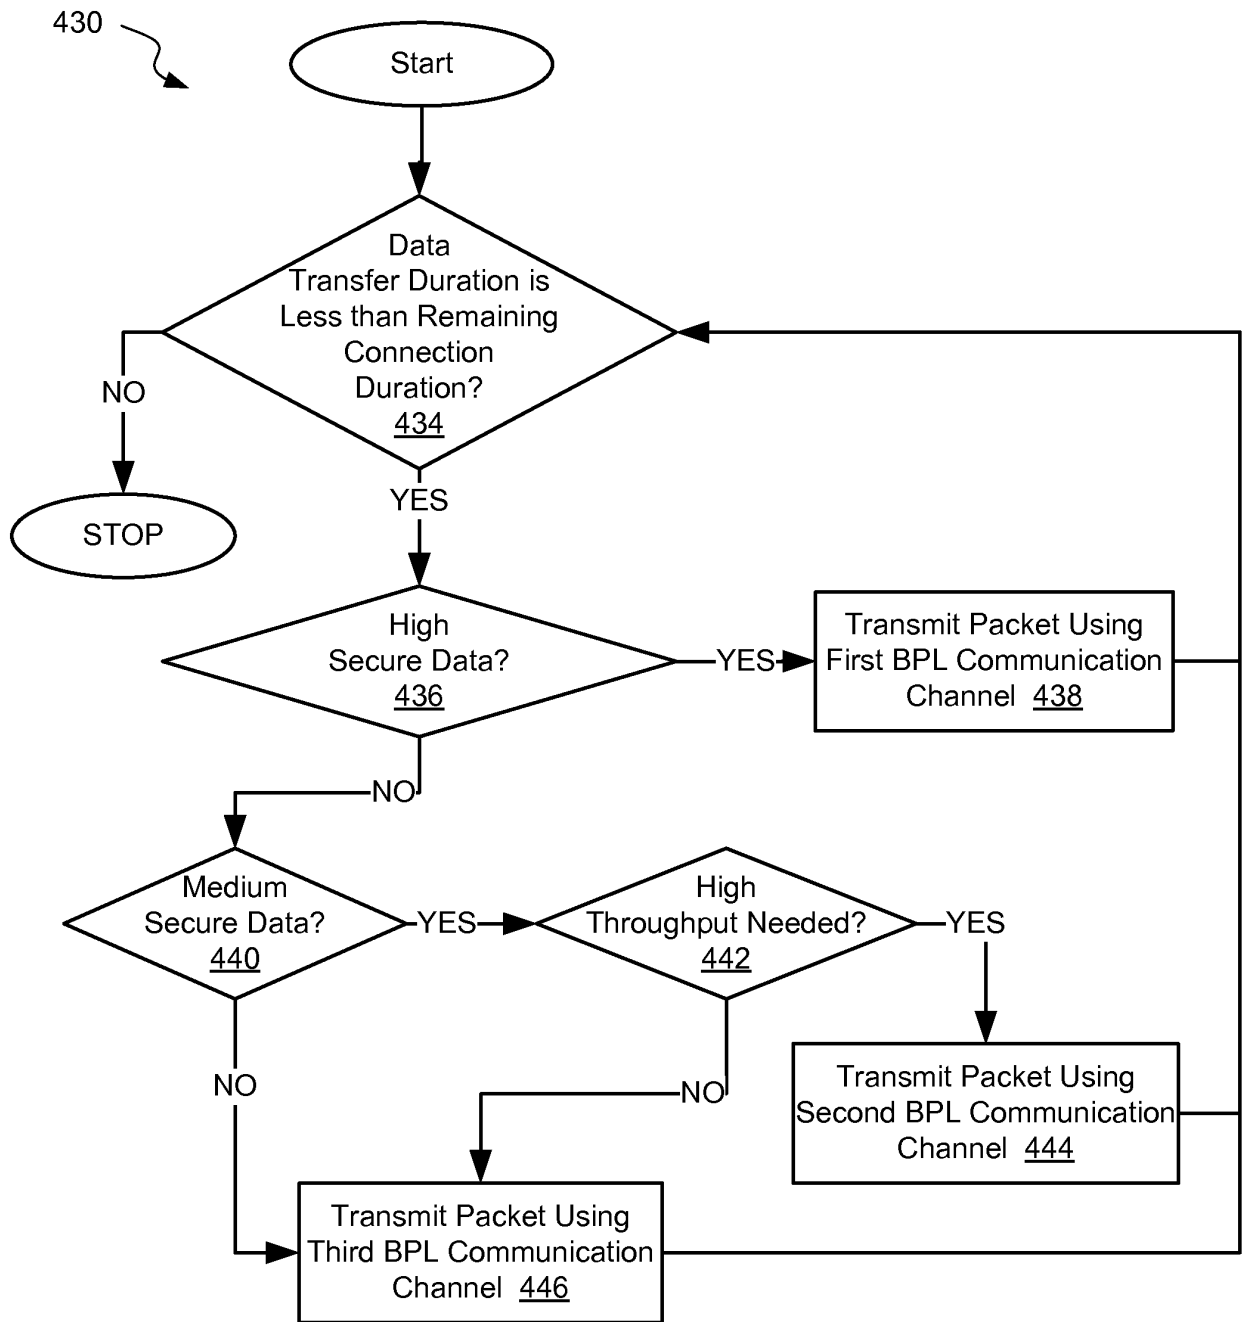 430
Start
Data
Transfer Duration is
Less than Remaining
Connection
Duration?
434
NO
YES
STOP
High
Secure Data?
436
YES
Transmit Packet Using
First BPL Communication
Channel 438
NO
Medium
Secure Data?
440
YES
High
Throughput Needed?
442
YES
NO
NO
Transmit Packet Using
Second BPL Communication
Channel 444
Transmit Packet Using
Third BPL Communication
Channel 446